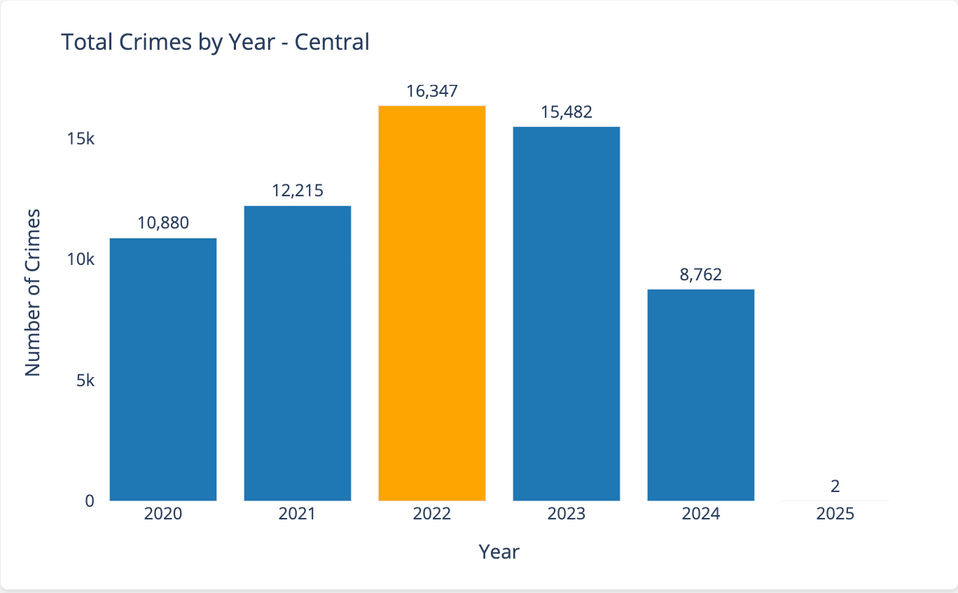 Total Crimes by Year - Central
Number of Crimes
15k
10k
5k
0
10,880
12,215
16,347
15,482
8,762
2
2020
2021
2022
2023
2024
2025
Year